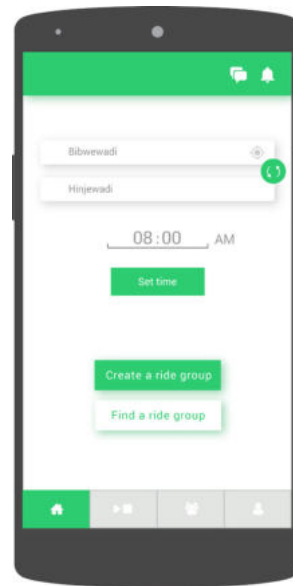 Bibwewadi
Hinjewadi
08:00 AM
Set time
Create a ride group
Find a ride group